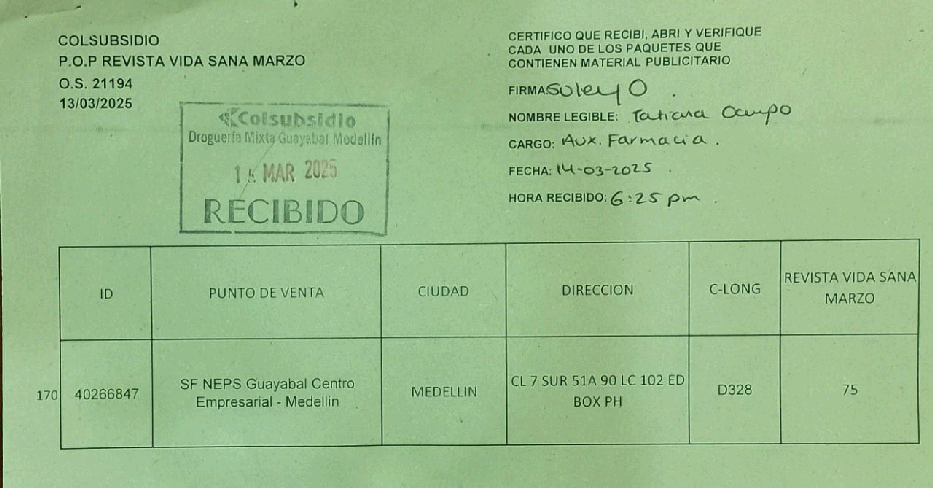 COLSUBSIDIO
P.O.P REVISTA VIDA SANA MARZO
O.S. 21194
13/03/2025
Colsubsidio
Droguería Mixta Guayabal Medellín
MAR 2025
RECIBIDO
CERTIFICO QUE RECIBI, ABRI Y VERIFIQUE
CADA UNO DE LOS PAQUETES QUE
CONTIENEN MATERIAL PUBLICITARIO
FIRMA: Suley O.
NOMBRE LEGIBLE: Tatiana Ocampo
CARGO: Aux. Farmacia.
FECHA: 14-03-2025
HORA RECIBIDO: 6:25 pm.
ID PUNTO DE VENTA CIUDAD DIRECCION C-LONG REVISTA VIDA SANA
MARZO
170 40266847 SF NEPS Guayabal Centro MEDELLIN CL 7 SUR 51A 90 LC 102 ED D328 75
Empresarial - Medellin BOX PH